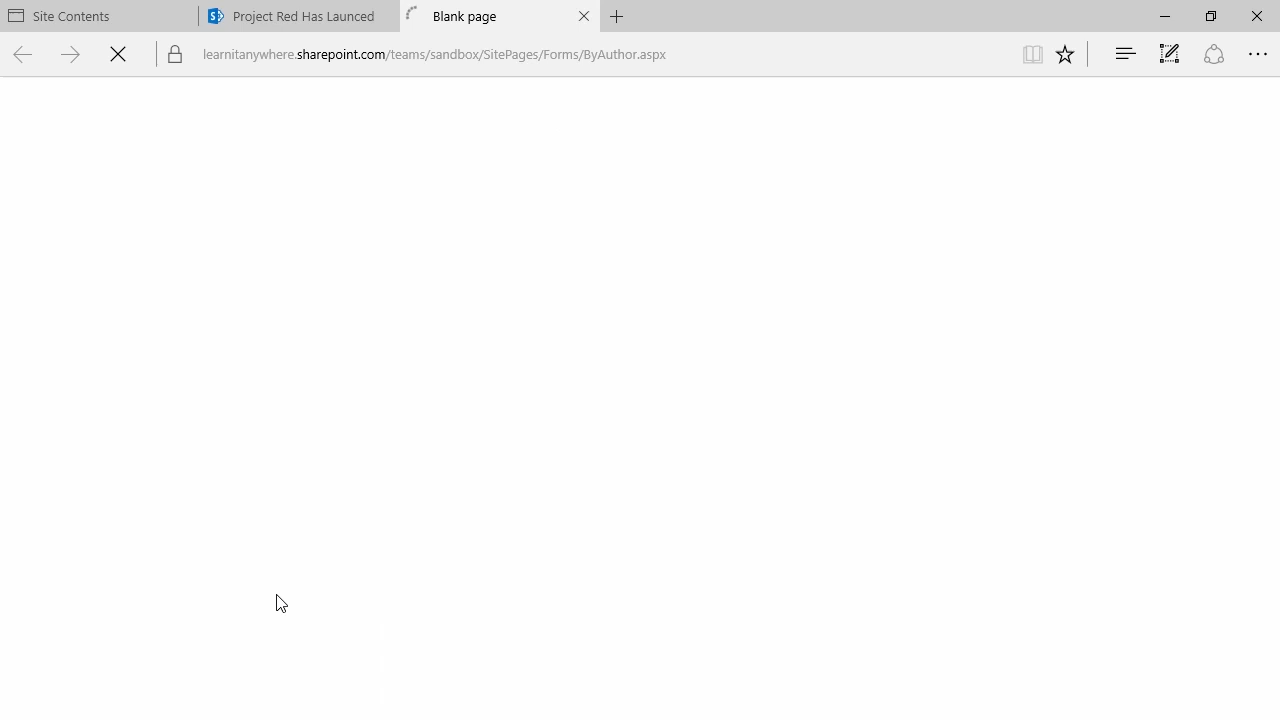 Site Contents
Project Red Has Launced
Blank page
learnitanywhere.sharepoint.com/teams/sandbox/SitePages/Forms/ByAuthor.aspx